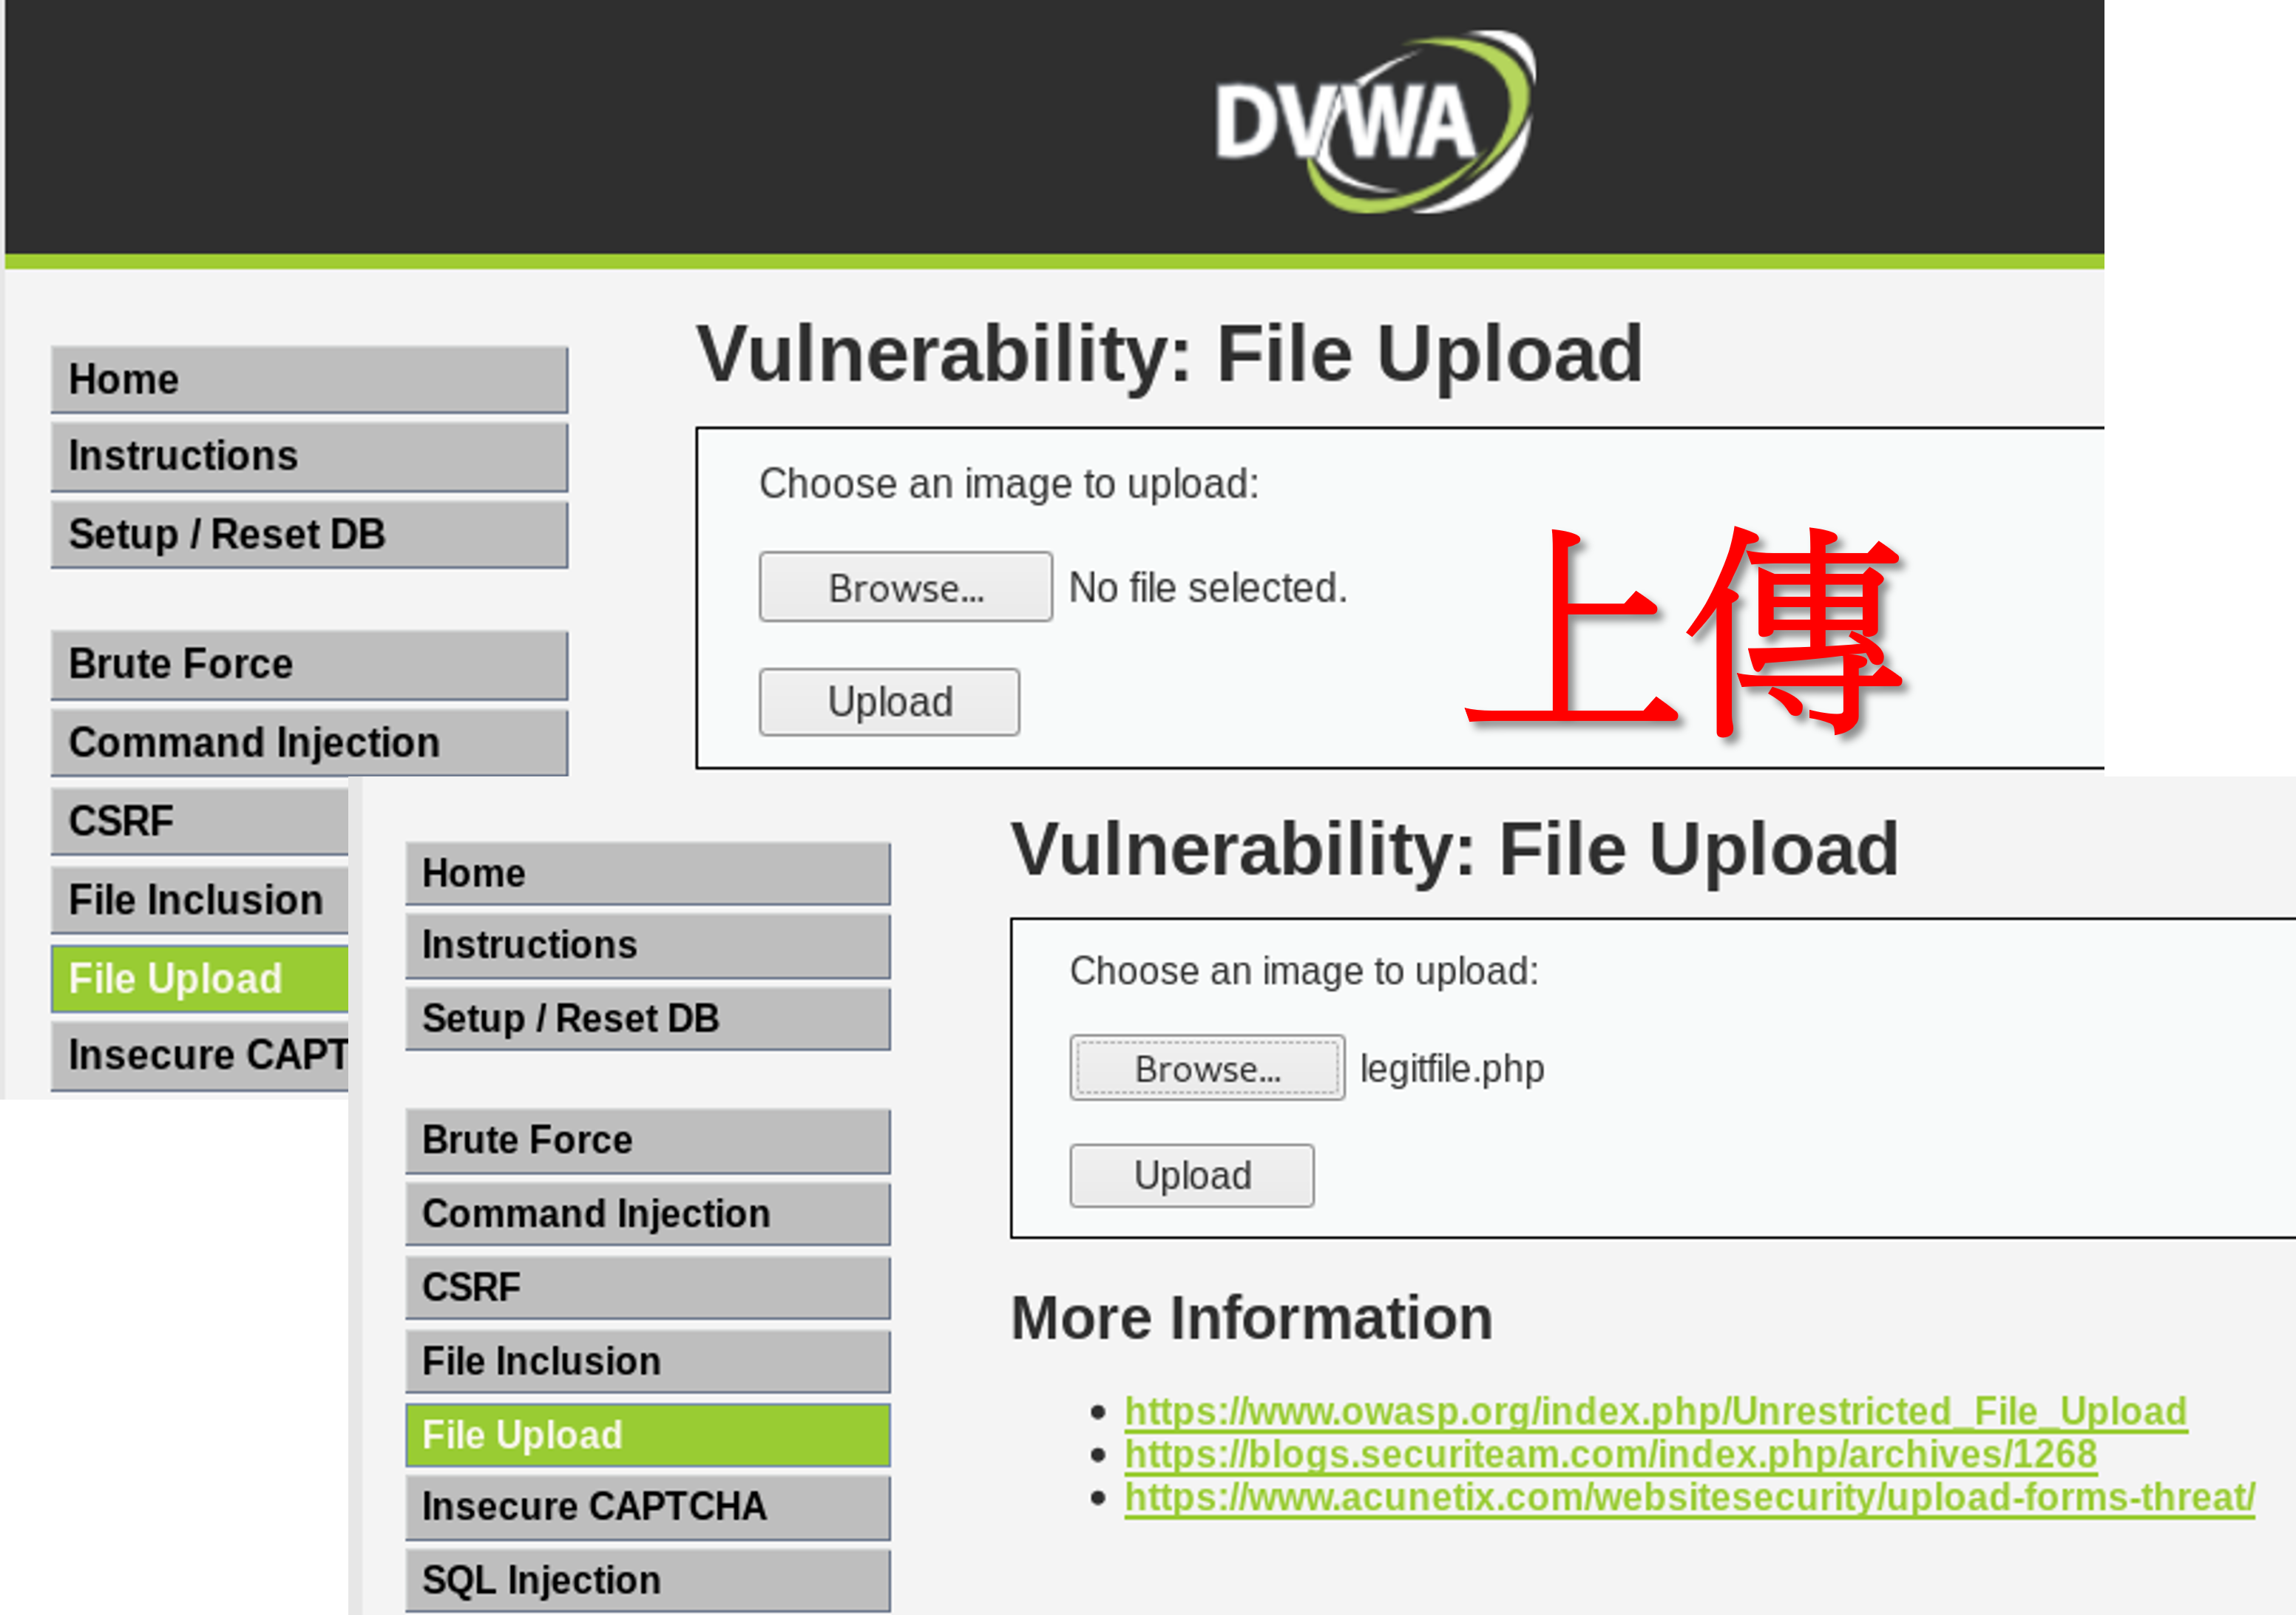 DVWA
Home
Instructions
Setup / Reset DB
Brute Force
Command Injection
CSRF
File Inclusion
File Upload
Insecure CAPT
Vulnerability: File Upload
Choose an image to upload:
Browse... No file selected.
Upload
上傳
Home
Instructions
Setup / Reset DB
Brute Force
Command Injection
CSRF
File Inclusion
File Upload
Insecure CAPTCHA
SQL Injection
Vulnerability: File Upload
Choose an image to upload:
Browse... legitfile.php
Upload
More Information
https://www.owasp.org/index.php/Unrestricted_File_Upload
https://blogs.securiteam.com/index.php/archives/1268
https://www.acunetix.com/websitesecurity/upload-forms-threat/